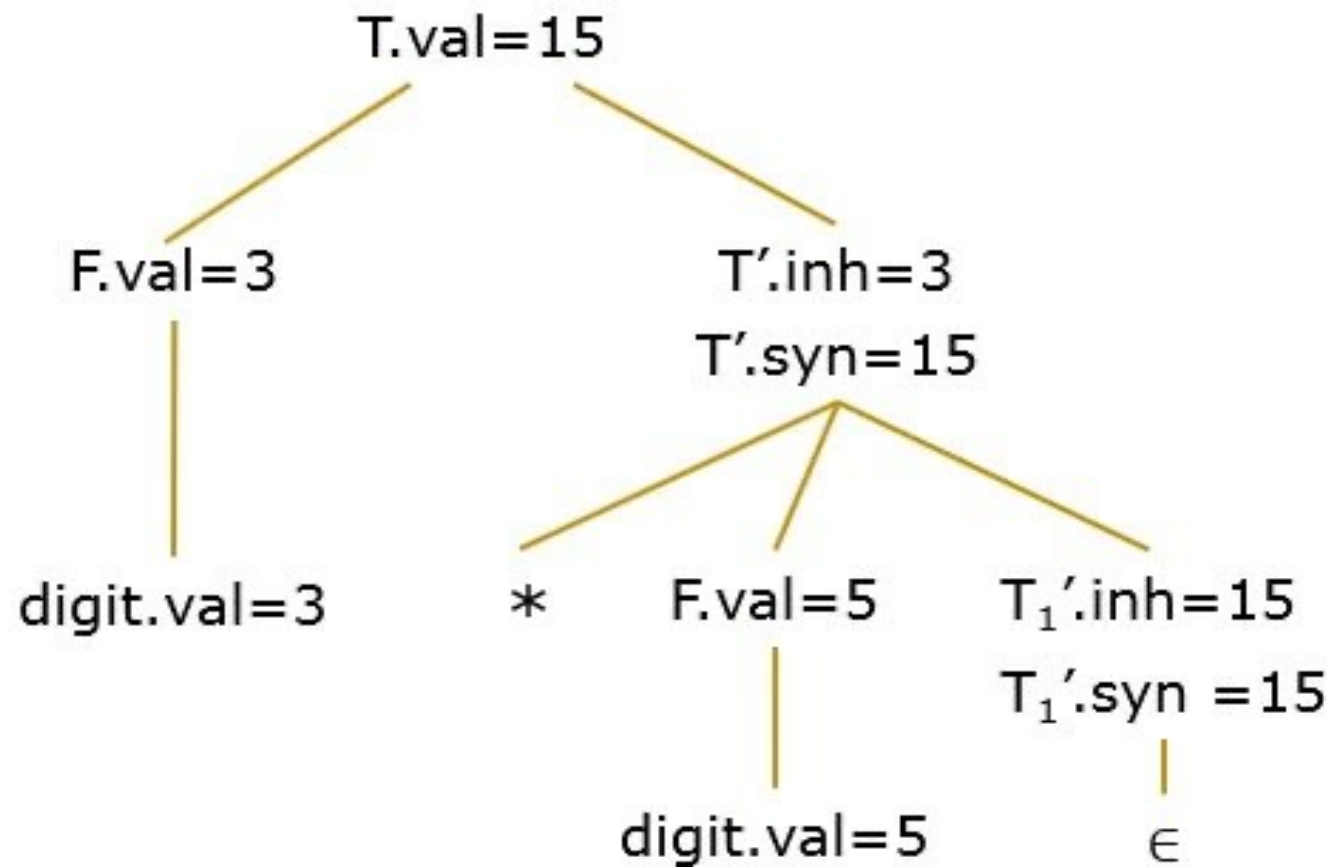 T.val=15
F.val=3
T′.inh=3
T′.syn=15
digit.val=3
*
F.val=5
T₁′.inh=15
T₁′.syn =15
digit.val=5
∈